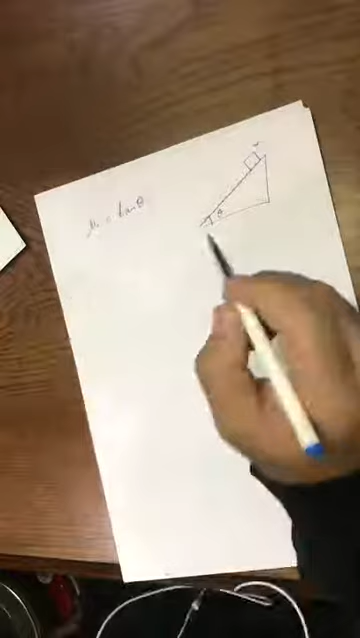 μ = tanθ
θ